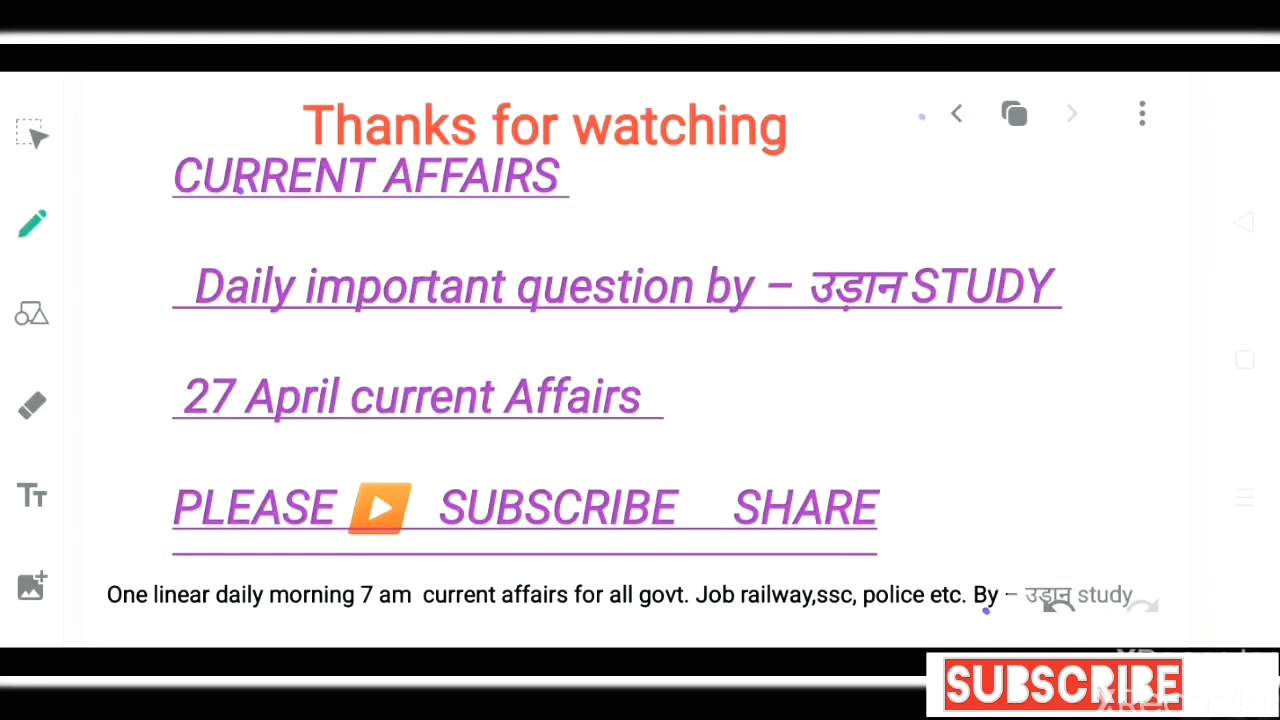 Thanks for watching
CURRENT AFFAIRS
Daily important question by – उड़ान STUDY
27 April current Affairs
PLEASE ▶ SUBSCRIBE SHARE
One linear daily morning 7 am current affairs for all govt. Job railway,ssc, police etc. By – उड़ान study
SUBSCRIBE
XRecorder